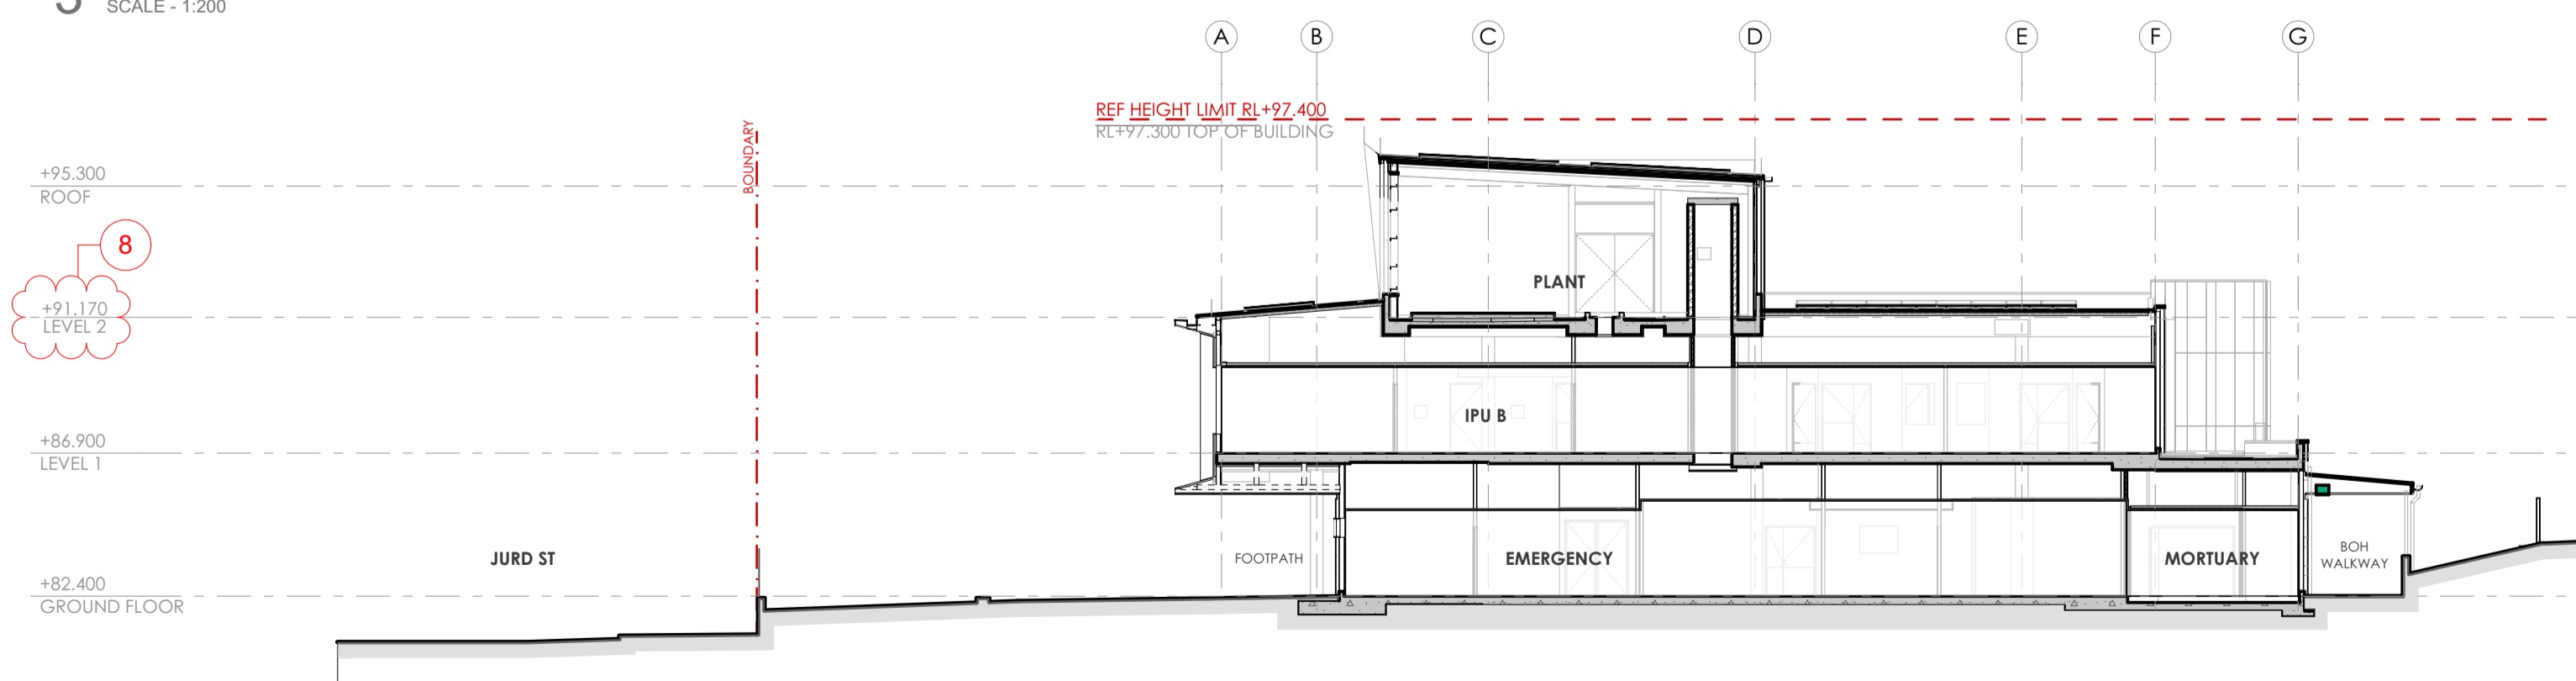 SCALE - 1:200
A B C D E F G
REF HEIGHT LIMIT RL+97.400
RL+97.300 TOP OF BUILDING
BOUNDARY
+95.300
ROOF
8
+91.170
LEVEL 2
PLANT
IPU B
+86.900
LEVEL 1
JURD ST
FOOTPATH
EMERGENCY
MORTUARY
BOH
WALKWAY
+82.400
GROUND FLOOR